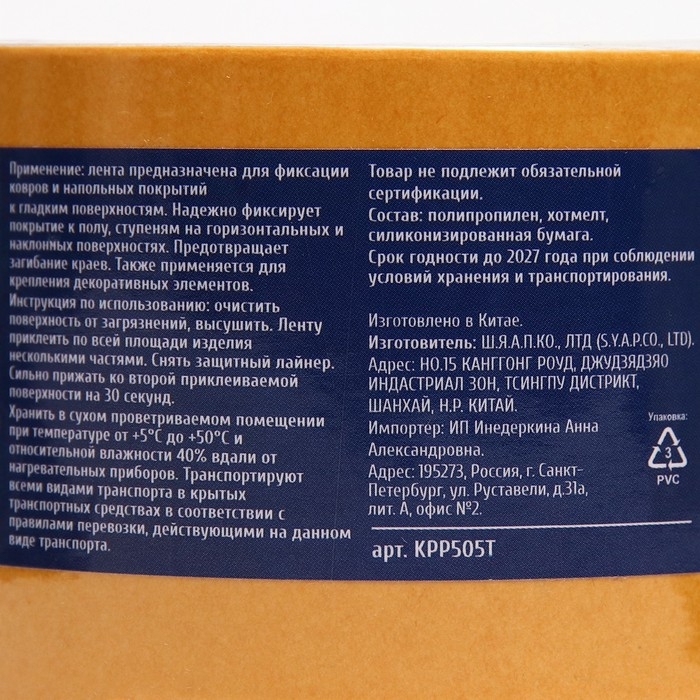 Применение: лента предназначена для фиксации
ковров и напольных покрытий
к гладким поверхностям. Надежно фиксирует
покрытие к полу, ступеням на горизонтальных и
наклонных поверхностях. Предотвращает
загибание краев. Также применяется для
крепления декоративных элементов.
Инструкция по использованию: очистить
поверхность от загрязнений, высушить. Ленту
приклеить по всей площади изделия
несколькими частями. Снять защитный лайнер.
Сильно прижать ко второй приклеиваемой
поверхности на 30 секунд.
Хранить в сухом проветриваемом помещении
при температуре от +5°С до +50°С и
относительной влажности 40% вдали от
нагревательных приборов. Транспортируют
всеми видами транспорта в крытых
транспортных средствах в соответствии с
правилами перевозки, действующими на данном
виде транспорта.
Товар не подлежит обязательной
сертификации.
Состав: полипропилен, хотмелт,
силиконизированная бумага.
Срок годности до 2027 года при соблюдении
условий хранения и транспортирования.
Изготовлено в Китае.
Изготовитель: Ш.Я.А.П.КО., ЛТД (S.Y.A.P.CO., LTD).
Адрес: НО.15 КАНГГОНГ РОУД, ДЖУДЗЯДЗЯО
ИНДАСТРИАЛ ЗОН, ТСИНГПУ ДИСТРИКТ,
ШАНХАЙ, Н.Р. КИТАЙ.
Импортер: ИП Инедеркина Анна
Александровна.
Адрес: 195273, Россия, г. Санкт-
Петербург, ул. Руставели, д.31а,
лит. А, офис №2.
арт. КРР505Т
Упаковка:
3
PVC